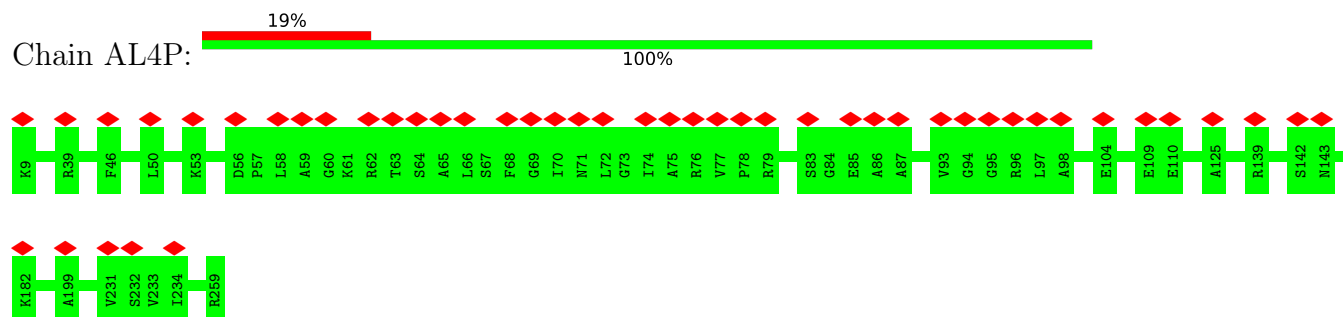 19%
Chain AL4P:
100%
K9 R39 F46 L50 K53 D56 P57 L58 A59 G60 K61 R62 T63 S64 A65 L66 S67 F68 G69 I70 N71 L72 G73 I74 A75 R76 V77 P78 R79 S83 G84 E85 A86 A87 V93 G94 G95 R96 L97 A98 E104 E109 E110 A125 R139 S142 N143
K182 A199 V231 S232 V233 I234 R259